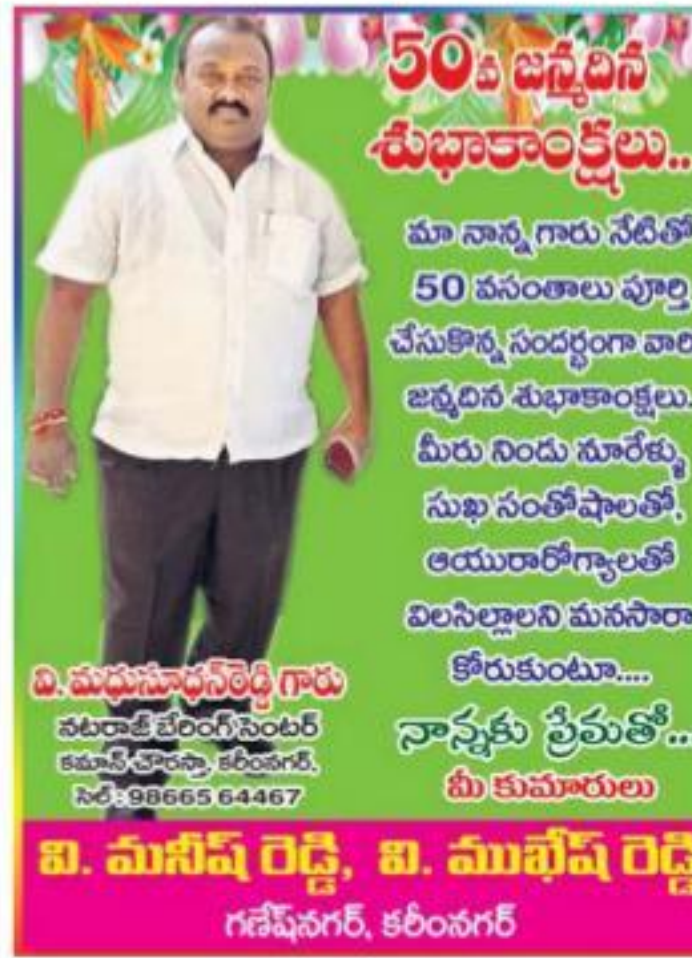 50వ జన్మదిన
శుభాకాంక్షలు..
మా నాన్న గారు నేటితో
50 వసంతాలు పూర్తి
చేసుకొన్న సందర్భంగా వారికి
జన్మదిన శుభాకాంక్షలు.
మీరు నిండు నూరేళ్ళు
సుఖ సంతోషాలతో,
ఆయురారోగ్యాలతో
విలసిల్లాలని మనసారా
కోరుకుంటూ....
నాన్నకు ప్రేమతో..
మీ కుమారులు
వి. మధుసూధన్‌రెడ్డి గారు
నటరాజ్ బేరింగ్ సెంటర్
కమాన్ చౌరస్తా, కరీంనగర్,
సెల్ : 98665 64467
వి. మనీష్ రెడ్డి, వి. ముఖేష్ రెడ్డి
గణేష్‌నగర్, కరీంనగర్